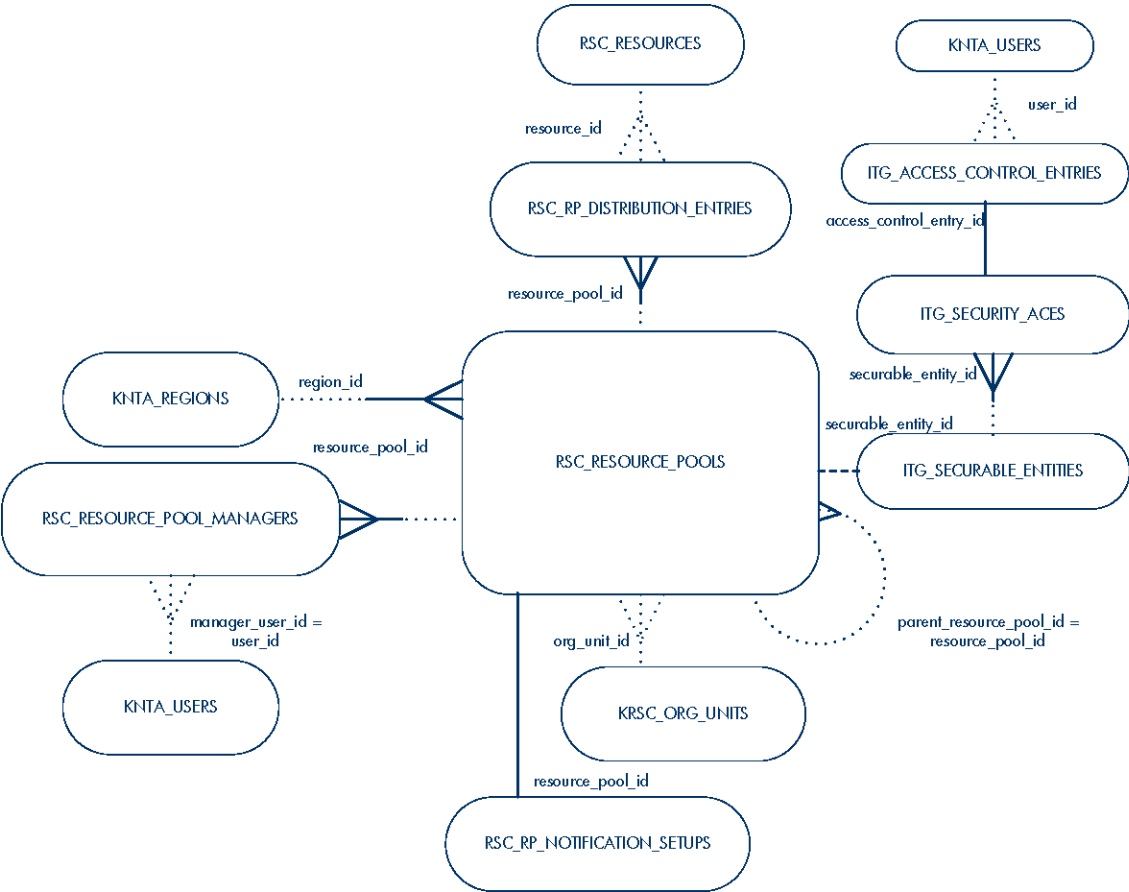 RSC_RESOURCES
KNTA_USERS
resource_id
user_id
RSC_RP_DISTRIBUTION_ENTRIES
ITG_ACCESS_CONTROL_ENTRIES
access_control_entry_id
resource_pool_id
ITG_SECURITY_ACES
KNTA_REGIONS
region_id
securable_entity_id
resource_pool_id
securable_entity_id
RSC_RESOURCE_POOLS
ITG_SECURABLE_ENTITIES
RSC_RESOURCE_POOL_MANAGERS
manager_user_id =
user_id
org_unit_id
parent_resource_pool_id =
resource_pool_id
KNTA_USERS
KRSC_ORG_UNITS
resource_pool_id
RSC_RP_NOTIFICATION_SETUPS